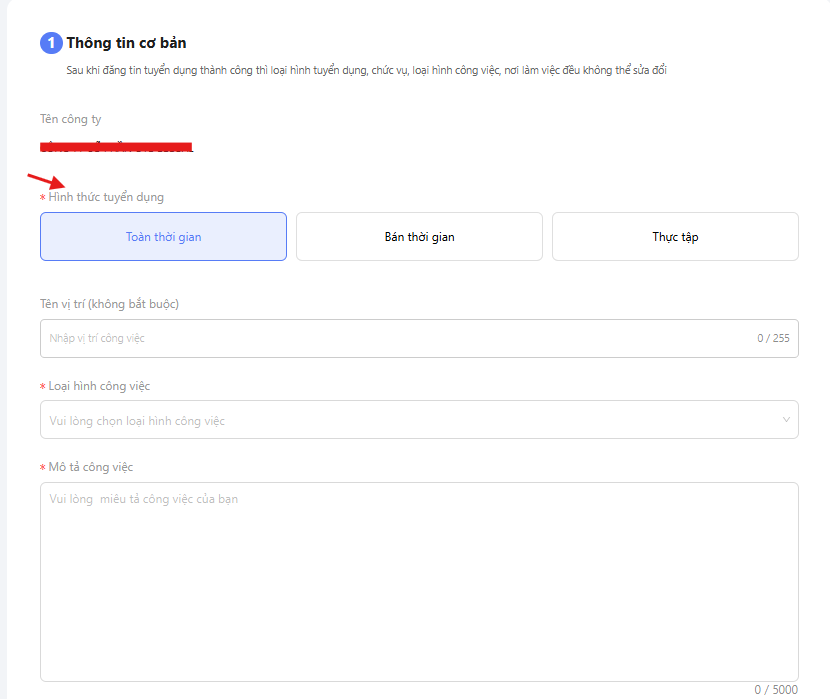 1 Thông tin cơ bản
Sau khi đăng tin tuyển dụng thành công thì loại hình tuyển dụng, chức vụ, loại hình công việc, nơi làm việc đều không thể sửa đổi
Tên công ty
* Hình thức tuyển dụng
Toàn thời gian
Bán thời gian
Thực tập
Tên vị trí (không bắt buộc)
Nhập vị trí công việc 0 / 255
* Loại hình công việc
Vui lòng chọn loại hình công việc
* Mô tả công việc
Vui lòng miêu tả công việc của bạn
0 / 5000